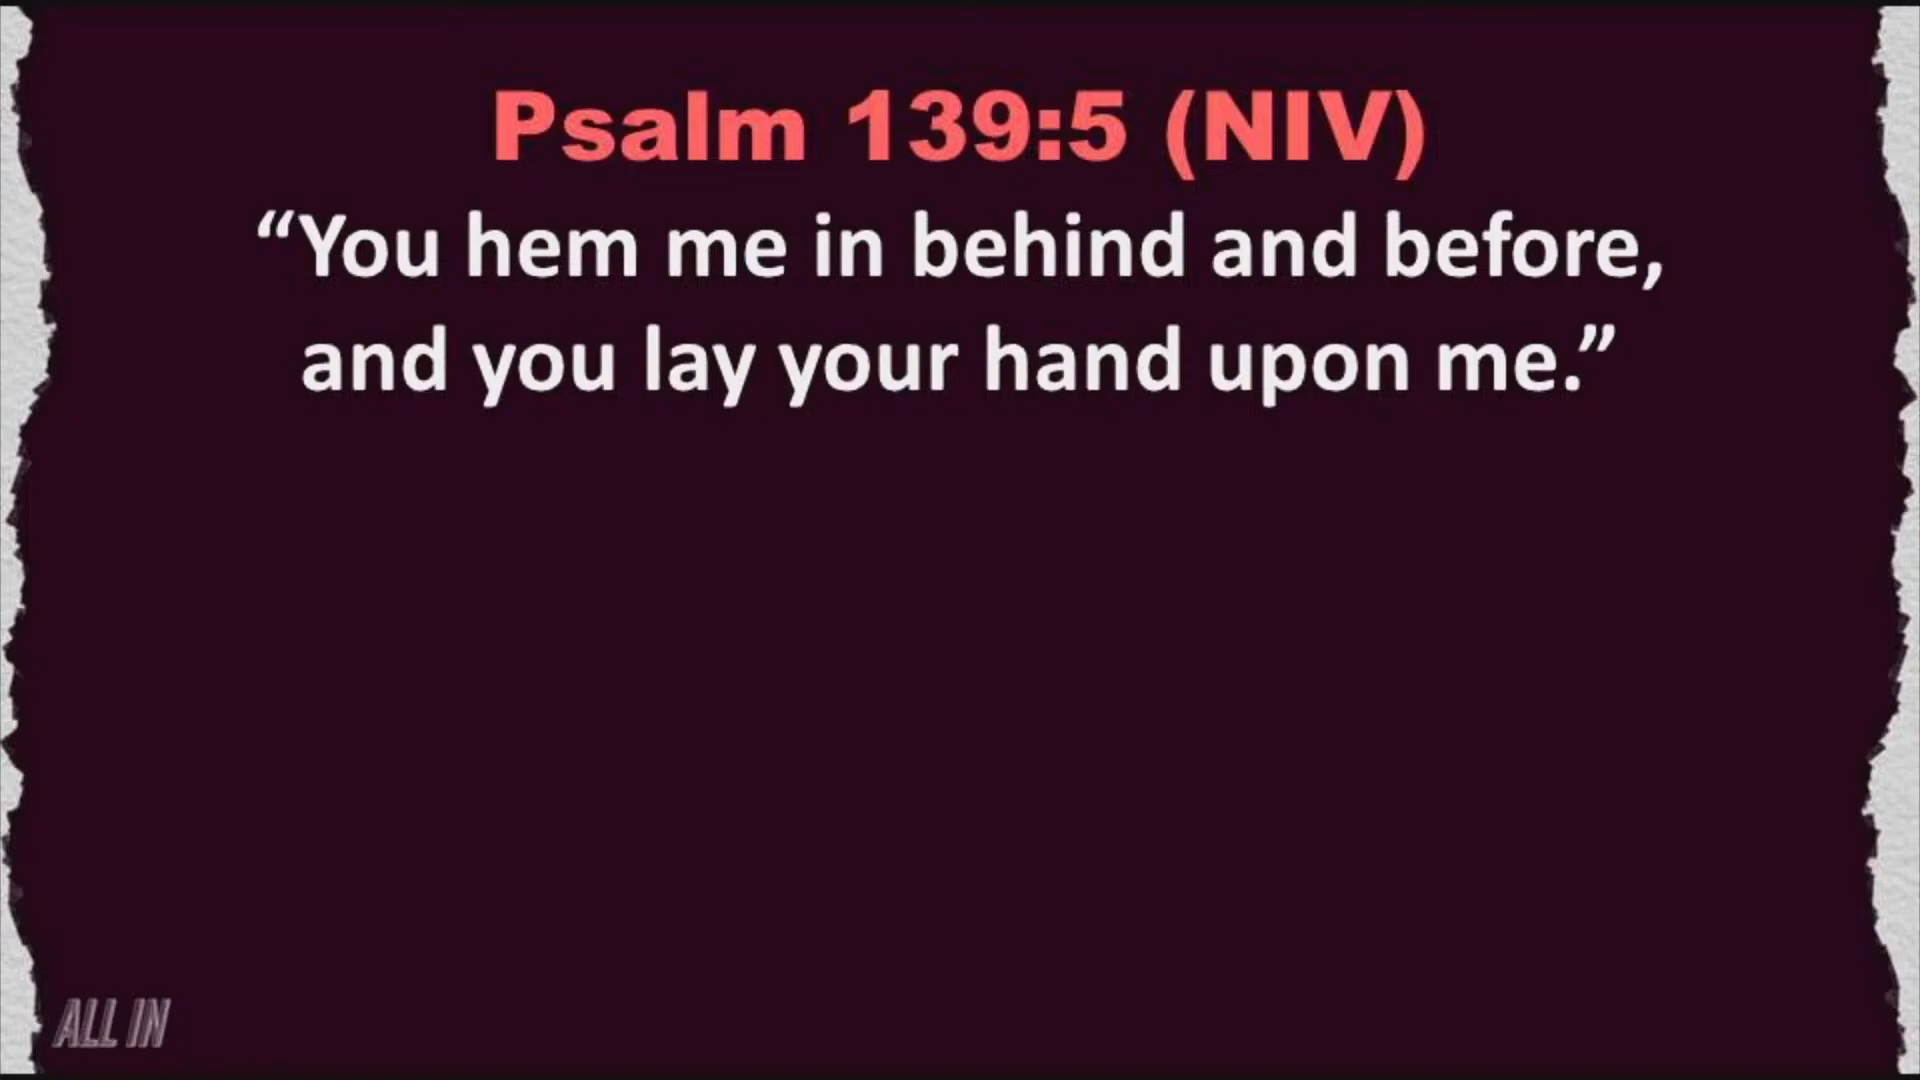 Psalm 139:5 (NIV)
“You hem me in behind and before,
and you lay your hand upon me.”
ALL IN